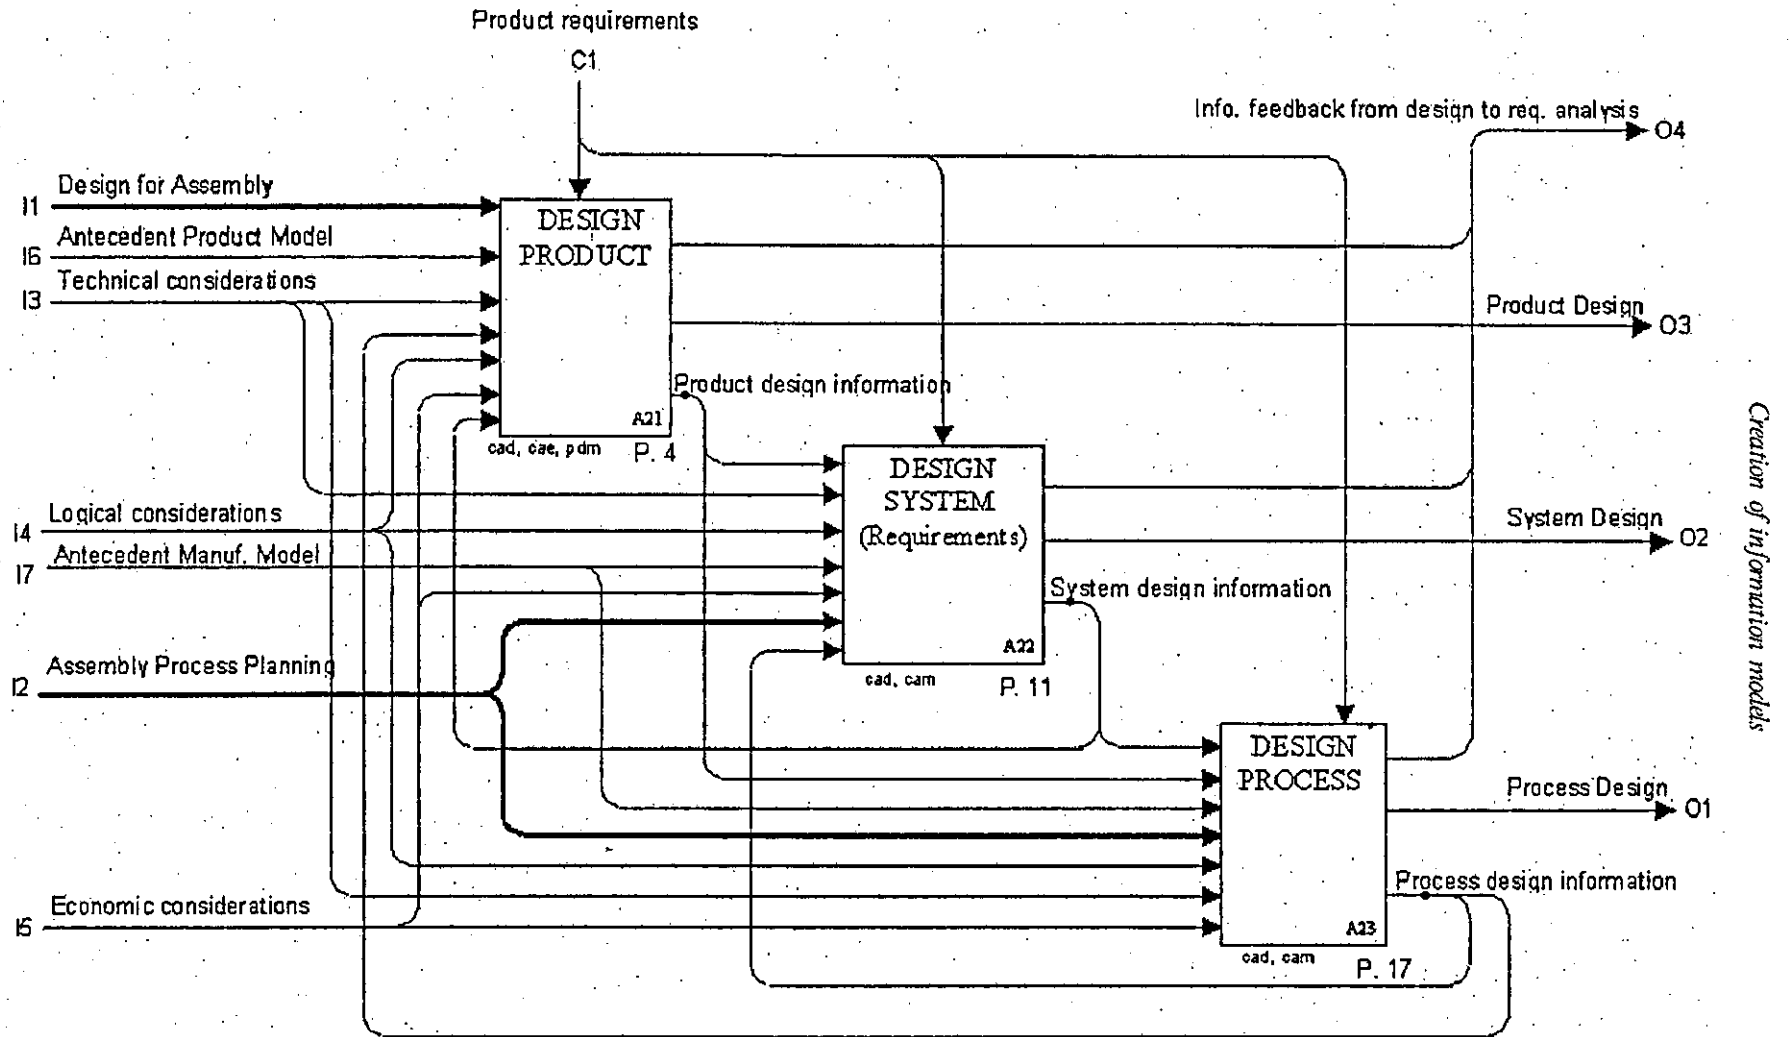 Product requirements
C1
Info. feedback from design to req. analysis
O4
Design for Assembly
I1
Antecedent Product Model
I6
Technical considerations
I3
DESIGN
PRODUCT
A21
cad, cae, pdm
P. 4
Product Design
O3
Product design information
Logical considerations
I4
Antecedent Manuf. Model
I7
DESIGN
SYSTEM
(Requirements)
A22
cad, cam
P. 11
System Design
O2
System design information
Assembly Process Planning
I2
DESIGN
PROCESS
A23
cad, cam
P. 17
Process Design
O1
Process design information
Economic considerations
I5
Creation of information models